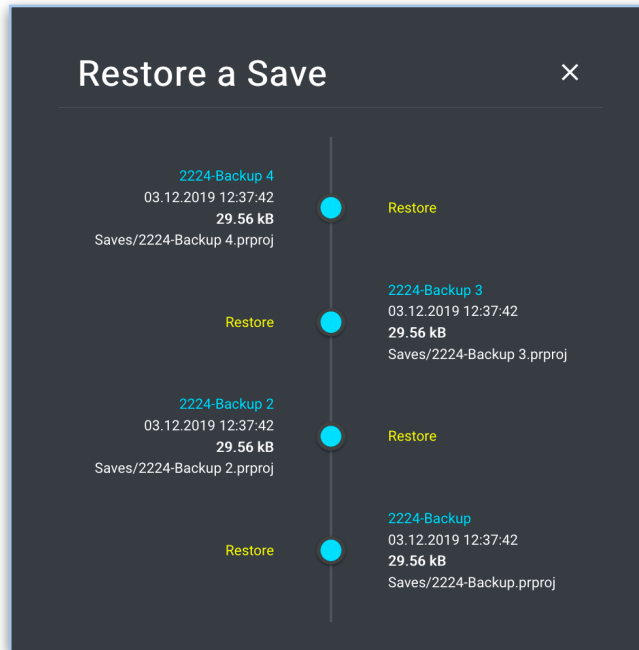 Restore a Save
2224-Backup 4
03.12.2019 12:37:42
29.56 kB
Saves/2224-Backup 4.prproj
Restore
2224-Backup 3
03.12.2019 12:37:42
29.56 kB
Saves/2224-Backup 3.prproj
Restore
2224-Backup 2
03.12.2019 12:37:42
29.56 kB
Saves/2224-Backup 2.prproj
Restore
2224-Backup
03.12.2019 12:37:42
29.56 kB
Saves/2224-Backup.prproj
Restore